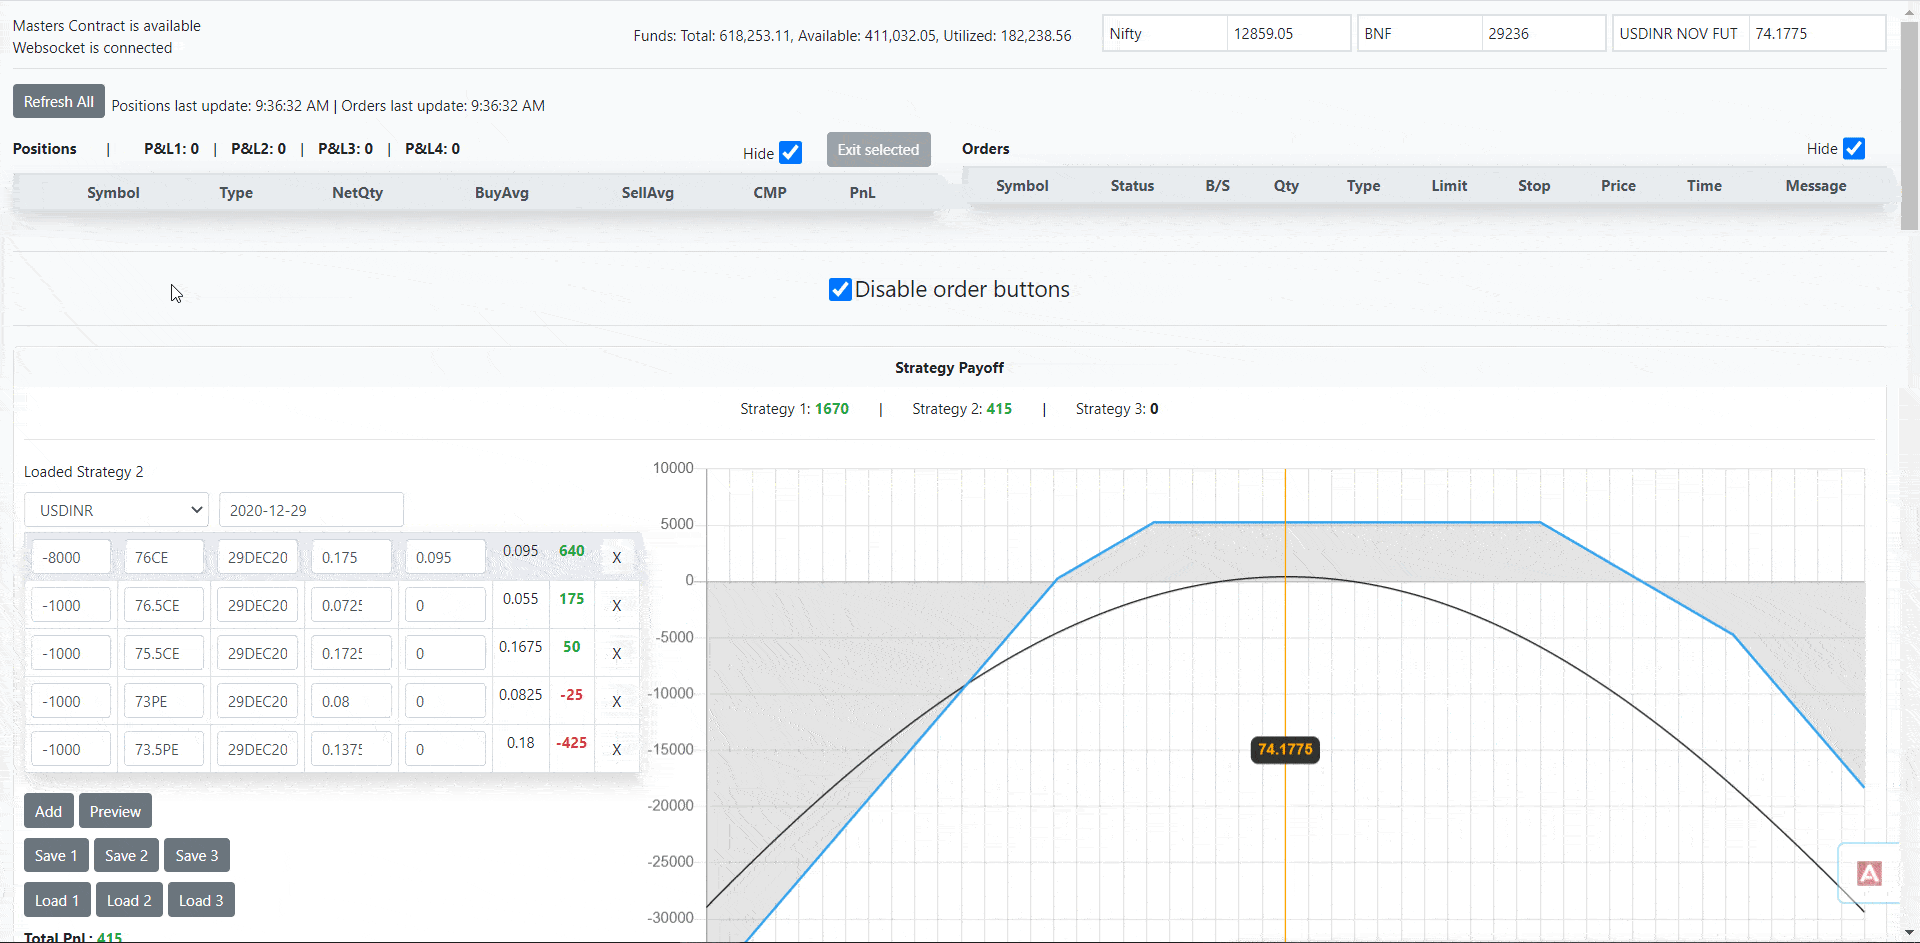 Masters Contract is available
Websocket is connected
Funds: Total: 618,253.11, Available: 411,032.05, Utilized: 182,238.56
Nifty 12859.05 BNF 29236 USDINR NOV FUT 74.1775
Refresh All Positions last update: 9:36:32 AM | Orders last update: 9:36:32 AM
Positions | P&L1: 0 | P&L2: 0 | P&L3: 0 | P&L4: 0 Hide Exit selected
Symbol Type NetQty BuyAvg SellAvg CMP PnL
Orders Hide
Symbol Status B/S Qty Type Limit Stop Price Time Message
Disable order buttons
Strategy Payoff
Strategy 1: 1670 | Strategy 2: 415 | Strategy 3: 0
Loaded Strategy 2
USDINR 2020-12-29
-8000 76CE 29DEC20 0.175 0.095 0.095 640 X
-1000 76.5CE 29DEC20 0.0725 0 0.055 175 X
-1000 75.5CE 29DEC20 0.1725 0 0.1675 50 X
-1000 73PE 29DEC20 0.08 0 0.0825 -25 X
-1000 73.5PE 29DEC20 0.1375 0 0.18 -425 X
Add Preview
Save 1 Save 2 Save 3
Load 1 Load 2 Load 3
Total PnL: 415
10000
5000
0
-5000
-10000
-15000
-20000
-25000
-30000
74.1775
A